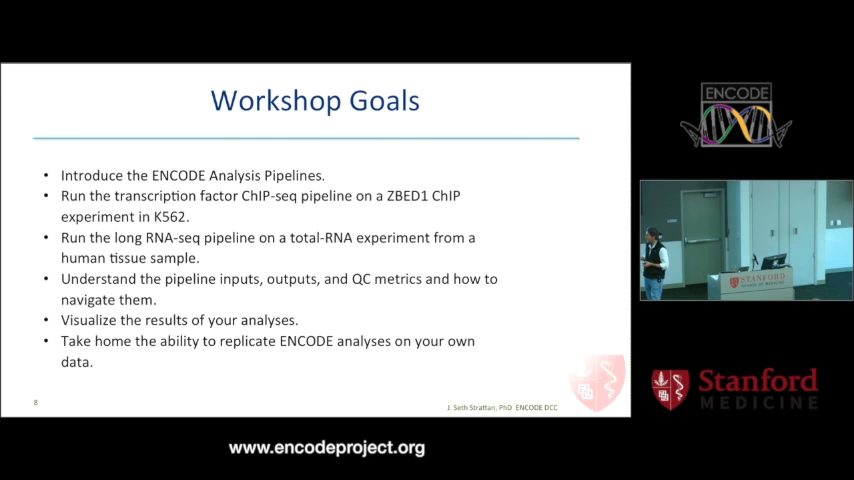 Workshop Goals
• Introduce the ENCODE Analysis Pipelines.
• Run the transcription factor ChIP-seq pipeline on a ZBED1 ChIP
experiment in K562.
• Run the long RNA-seq pipeline on a total-RNA experiment from a
human tissue sample.
• Understand the pipeline inputs, outputs, and QC metrics and how to
navigate them.
• Visualize the results of your analyses.
• Take home the ability to replicate ENCODE analyses on your own
data.
8
J. Seth Strattan, PhD ENCODE DCC
ENCODE
STANFORD
SCHOOL OF MEDICINE
Stanford
MEDICINE
www.encodeproject.org